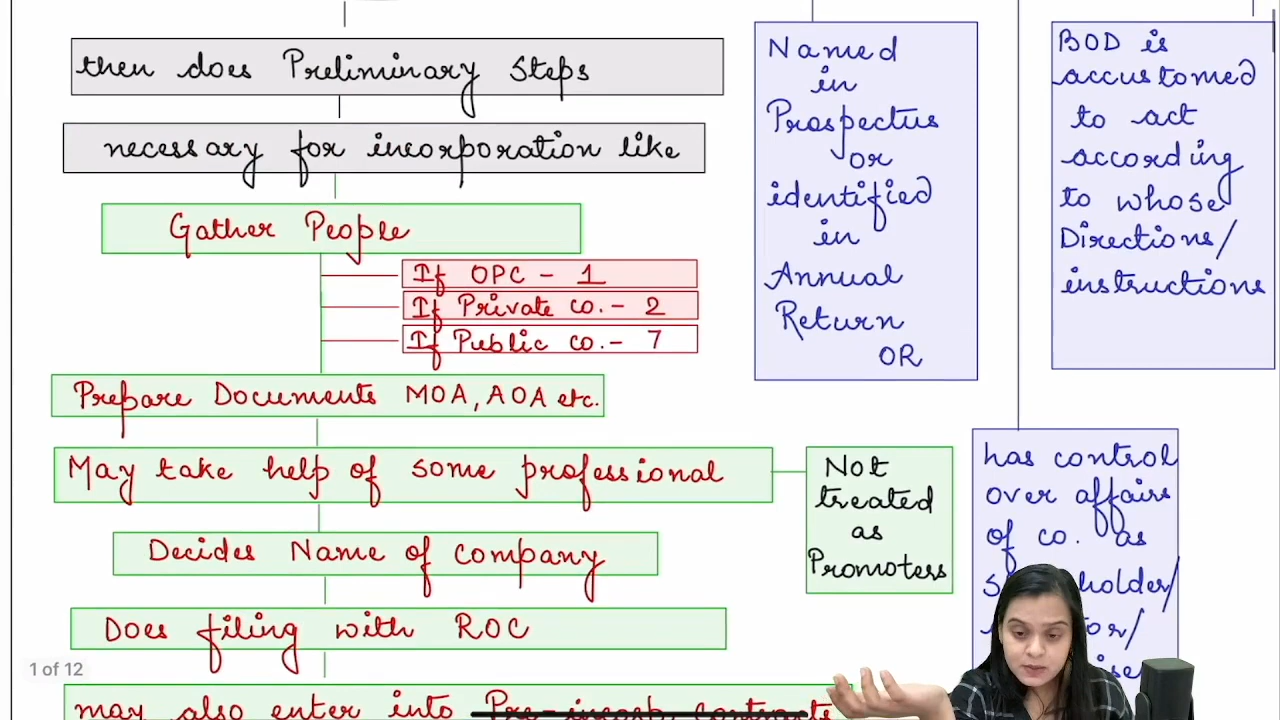 then does Preliminary Steps
necessary for incorporation like
Gather People
If OPC - 1
If Private co. - 2
If Public co. - 7
Prepare Documents MOA, AOA etc.
May take help of some professional
Not
treated
as
Promoters
Decides Name of company
Does filing with ROC
may also enter into Pre-incorp contracts
Named
in
Prospectus
or
identified
in
Annual
Return
OR
BOD is
accustomed
to act
according
to whose
Directions/
instructions
has control
over affairs
of co. as
1 of 12